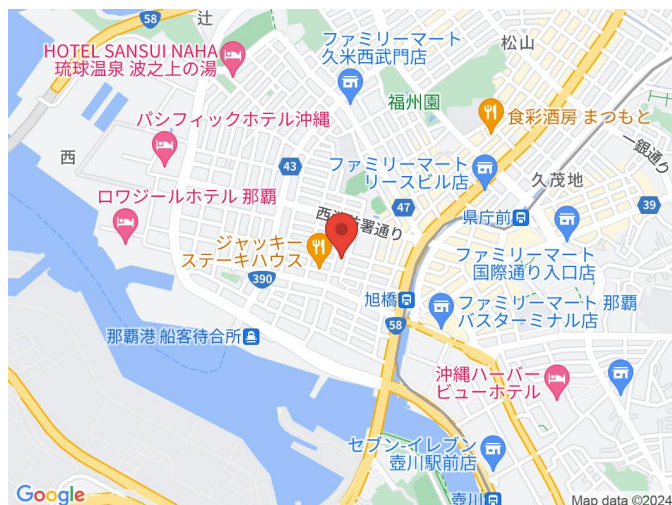 58
辻
HOTEL SANSUI NAHA
琉球温泉 波之上の湯
ファミリーマート
久米西武門店
松山
福州園
食彩酒房 まつもと
パシフィックホテル沖縄
西
43
ファミリーマート
リースビル店
久茂地
一銀通り
39
ロワジールホテル 那覇
西消防署通り
47
県庁前
ジャッキー
ステーキハウス
ファミリーマート
国際通り入口店
390
旭橋
ファミリーマート 那覇
バスターミナル店
58
那覇港 船客待合所
沖縄ハーバー
ビューホテル
セブン-イレブン
壺川駅前店
壺川
Google
Map data ©2024